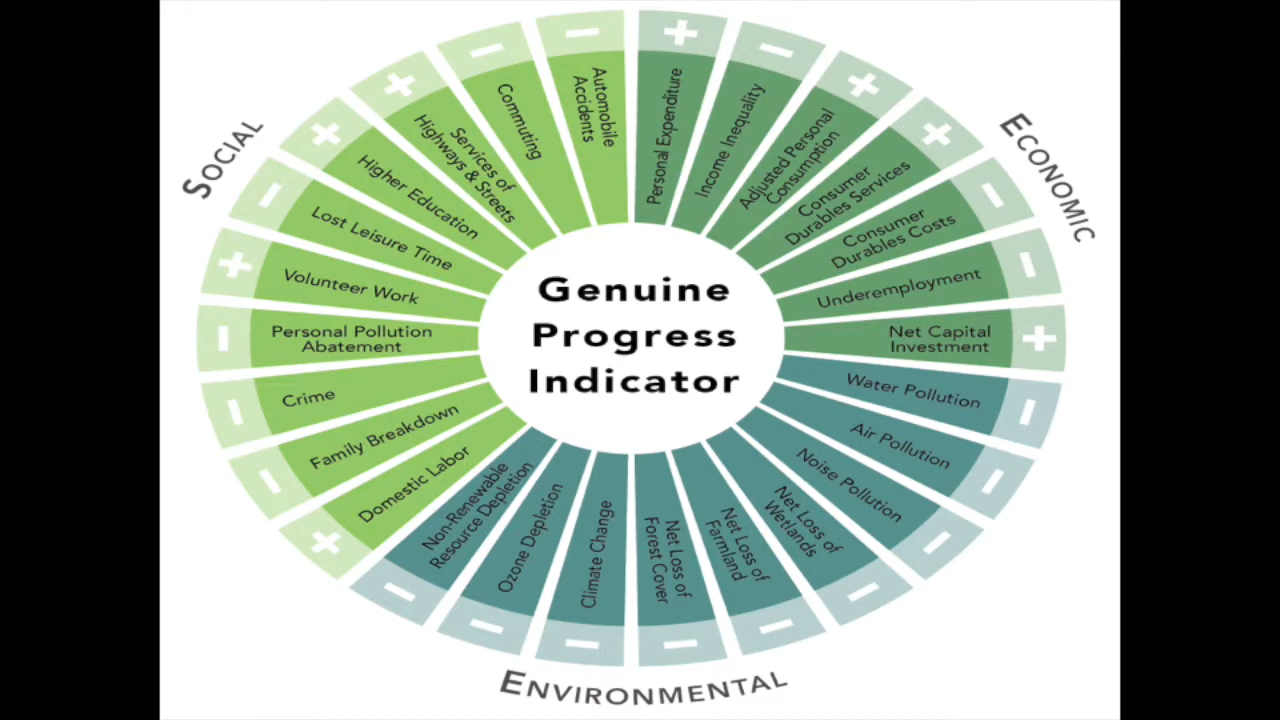 Genuine
Progress
Indicator
ECONOMIC
+
Personal Expenditure
−
Income Inequality
+
Adjusted Personal
Consumption
+
Consumer
Durables Services
−
Consumer
Durables Costs
−
Underemployment
+
Net Capital
Investment
ENVIRONMENTAL
−
Water Pollution
−
Air Pollution
−
Noise Pollution
−
Net Loss of
Wetlands
−
Net Loss of
Farmland
−
Net Loss of
Forest Cover
−
Climate Change
−
Ozone Depletion
−
Non-Renewable
Resource Depletion
SOCIAL
+
Domestic Labor
−
Family Breakdown
−
Crime
−
Personal Pollution
Abatement
+
Volunteer Work
−
Lost Leisure Time
+
Higher Education
+
Services of
Highways & Streets
−
Commuting
−
Automobile
Accidents